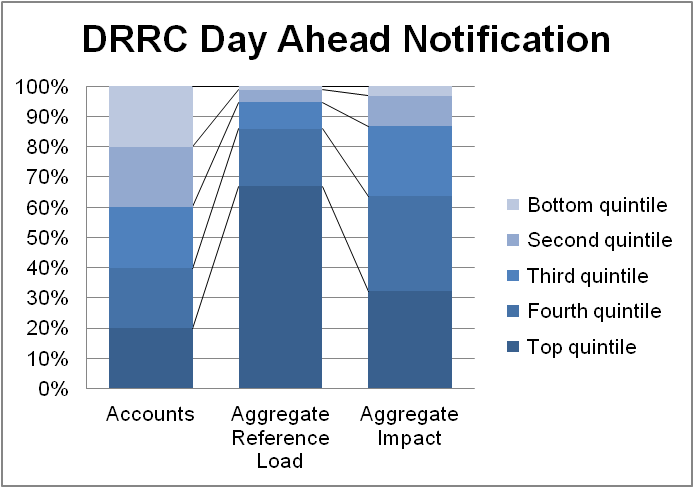 DRRC Day Ahead Notification
100%
90%
80%
70%
60%
50%
40%
30%
20%
10%
0%
Bottom quintile
Second quintile
Third quintile
Fourth quintile
Top quintile
Accounts
Aggregate
Reference
Load
Aggregate
Impact